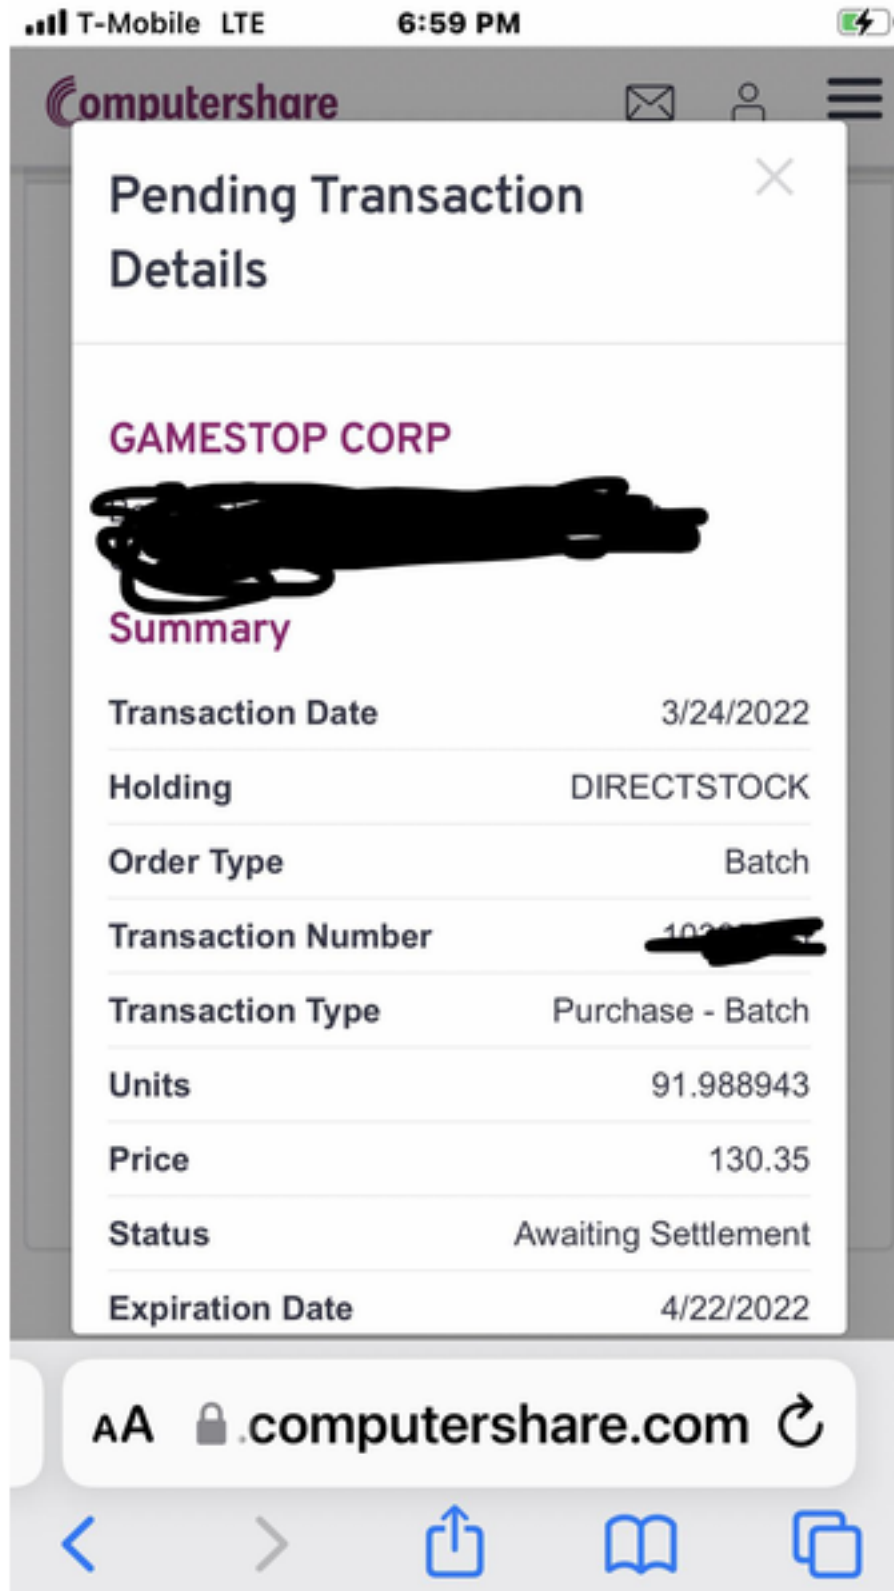 T-Mobile LTE 6:59 PM
Computershare
Pending Transaction
Details
GAMESTOP CORP
Summary
Transaction Date 3/24/2022
Holding DIRECTSTOCK
Order Type Batch
Transaction Number
Transaction Type Purchase - Batch
Units 91.988943
Price 130.35
Status Awaiting Settlement
Expiration Date 4/22/2022
AA .computershare.com